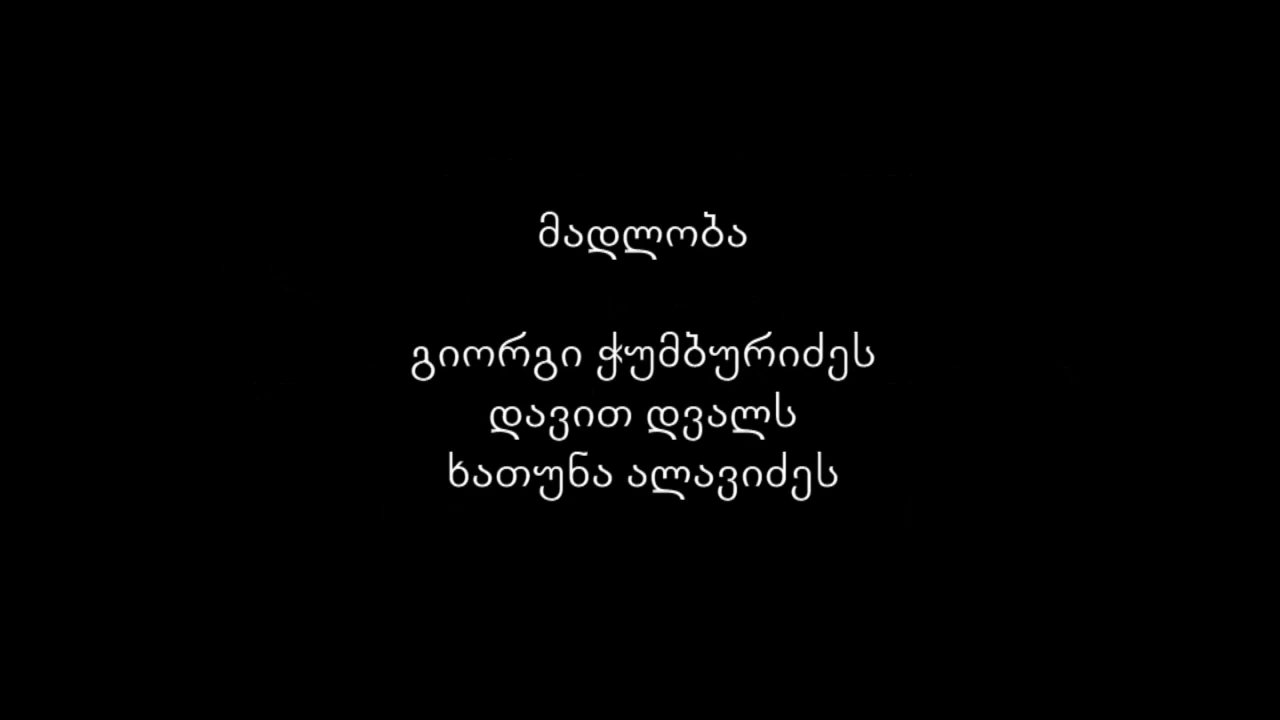 მადლობა
გიორგი ჭუმბურიძეს
დავით დვალს
ხათუნა ალავიძეს